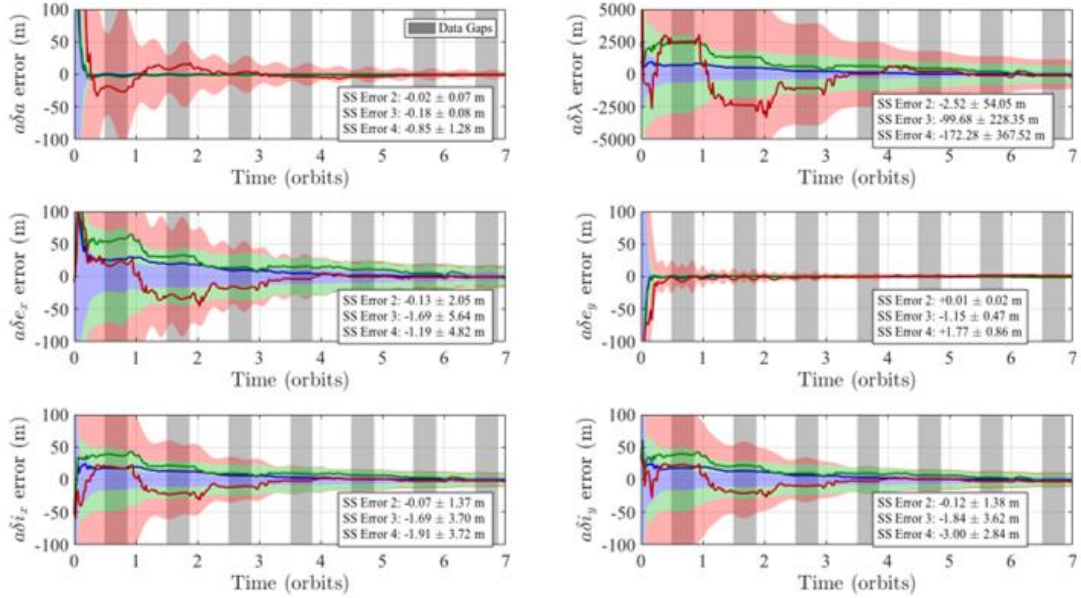 aδa error (m)
100
50
0
-50
-100
Data Gaps
SS Error 2: -0.02 ± 0.07 m
SS Error 3: -0.18 ± 0.08 m
SS Error 4: -0.85 ± 1.28 m
0 1 2 3 4 5 6 7
Time (orbits)
aδλ error (m)
5000
2500
0
-2500
-5000
SS Error 2: -2.52 ± 54.05 m
SS Error 3: -99.68 ± 228.35 m
SS Error 4: -172.28 ± 367.52 m
0 1 2 3 4 5 6 7
Time (orbits)
aδeₓ error (m)
100
50
0
-50
-100
SS Error 2: -0.13 ± 2.05 m
SS Error 3: -1.69 ± 5.64 m
SS Error 4: -1.19 ± 4.82 m
0 1 2 3 4 5 6 7
Time (orbits)
aδe_y error (m)
100
50
0
-50
-100
SS Error 2: +0.01 ± 0.02 m
SS Error 3: -1.15 ± 0.47 m
SS Error 4: +1.77 ± 0.86 m
0 1 2 3 4 5 6 7
Time (orbits)
aδiₓ error (m)
100
50
0
-50
-100
SS Error 2: -0.07 ± 1.37 m
SS Error 3: -1.69 ± 3.70 m
SS Error 4: -1.91 ± 3.72 m
0 1 2 3 4 5 6 7
Time (orbits)
aδi_y error (m)
100
50
0
-50
-100
SS Error 2: -0.12 ± 1.38 m
SS Error 3: -1.84 ± 3.62 m
SS Error 4: -3.00 ± 2.84 m
0 1 2 3 4 5 6 7
Time (orbits)